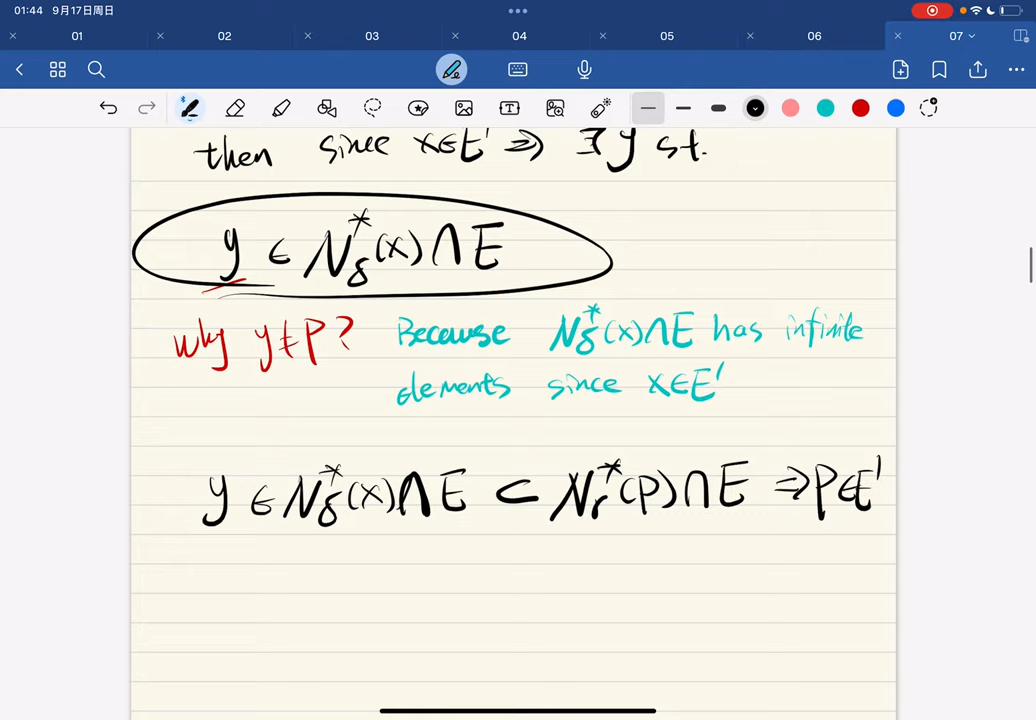 01:44 9月17日周日
01 02 03 04 05 06 07
then since x∈E' ⇒ ∃ y st.
y ∈ N*δ(x)∩E
why y≠P? Because N*δ(x)∩E has infinite
elements since x∈E'
y ∈ N*δ(x)∩E ⊂ N*r(p)∩E ⇒ p∈E'